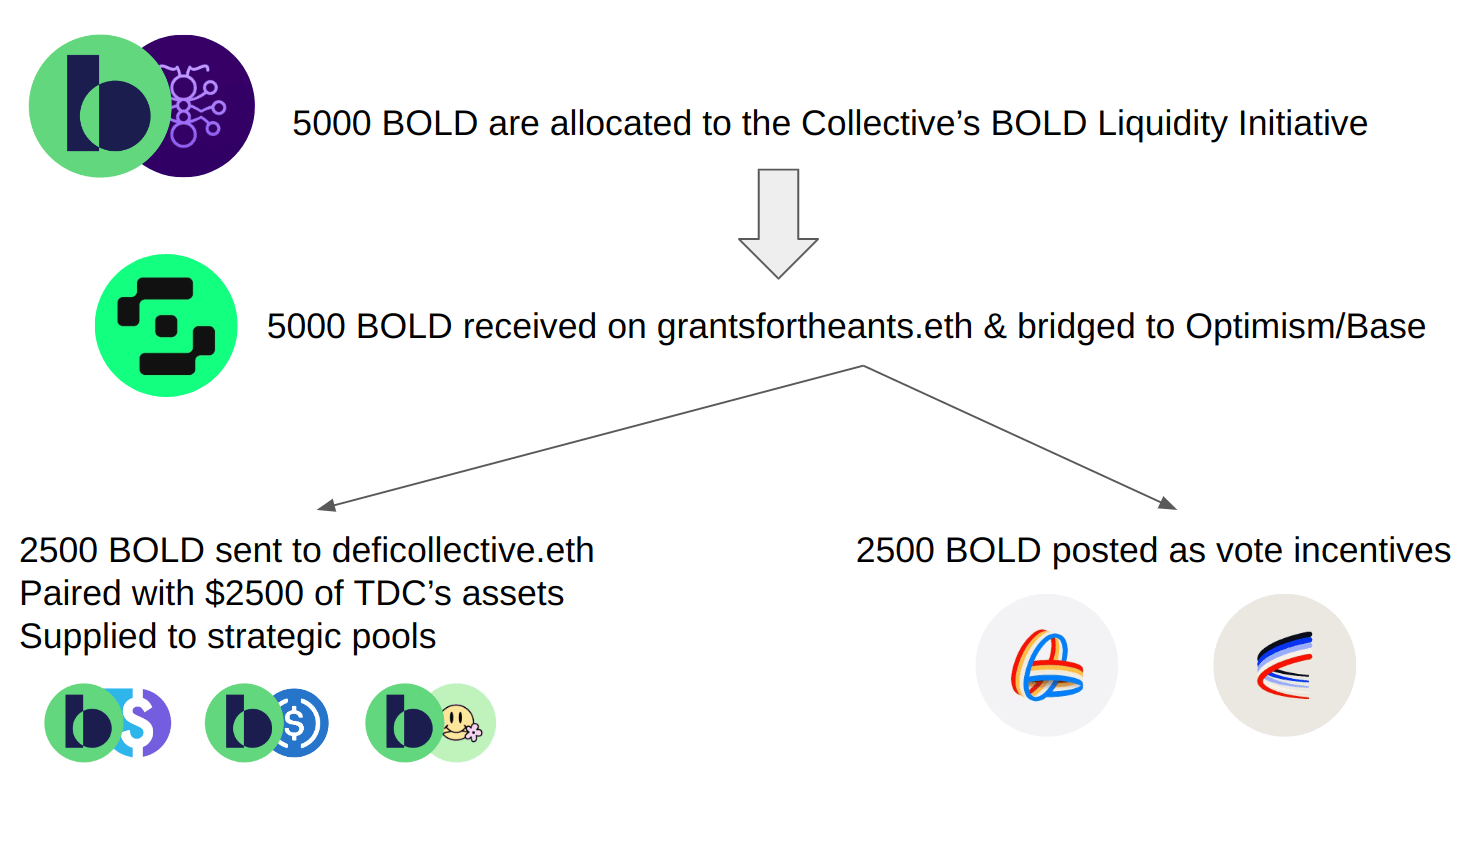 5000 BOLD are allocated to the Collective’s BOLD Liquidity Initiative
5000 BOLD received on grantsfortheants.eth & bridged to Optimism/Base
2500 BOLD sent to deficollective.eth
Paired with $2500 of TDC’s assets
Supplied to strategic pools
2500 BOLD posted as vote incentives